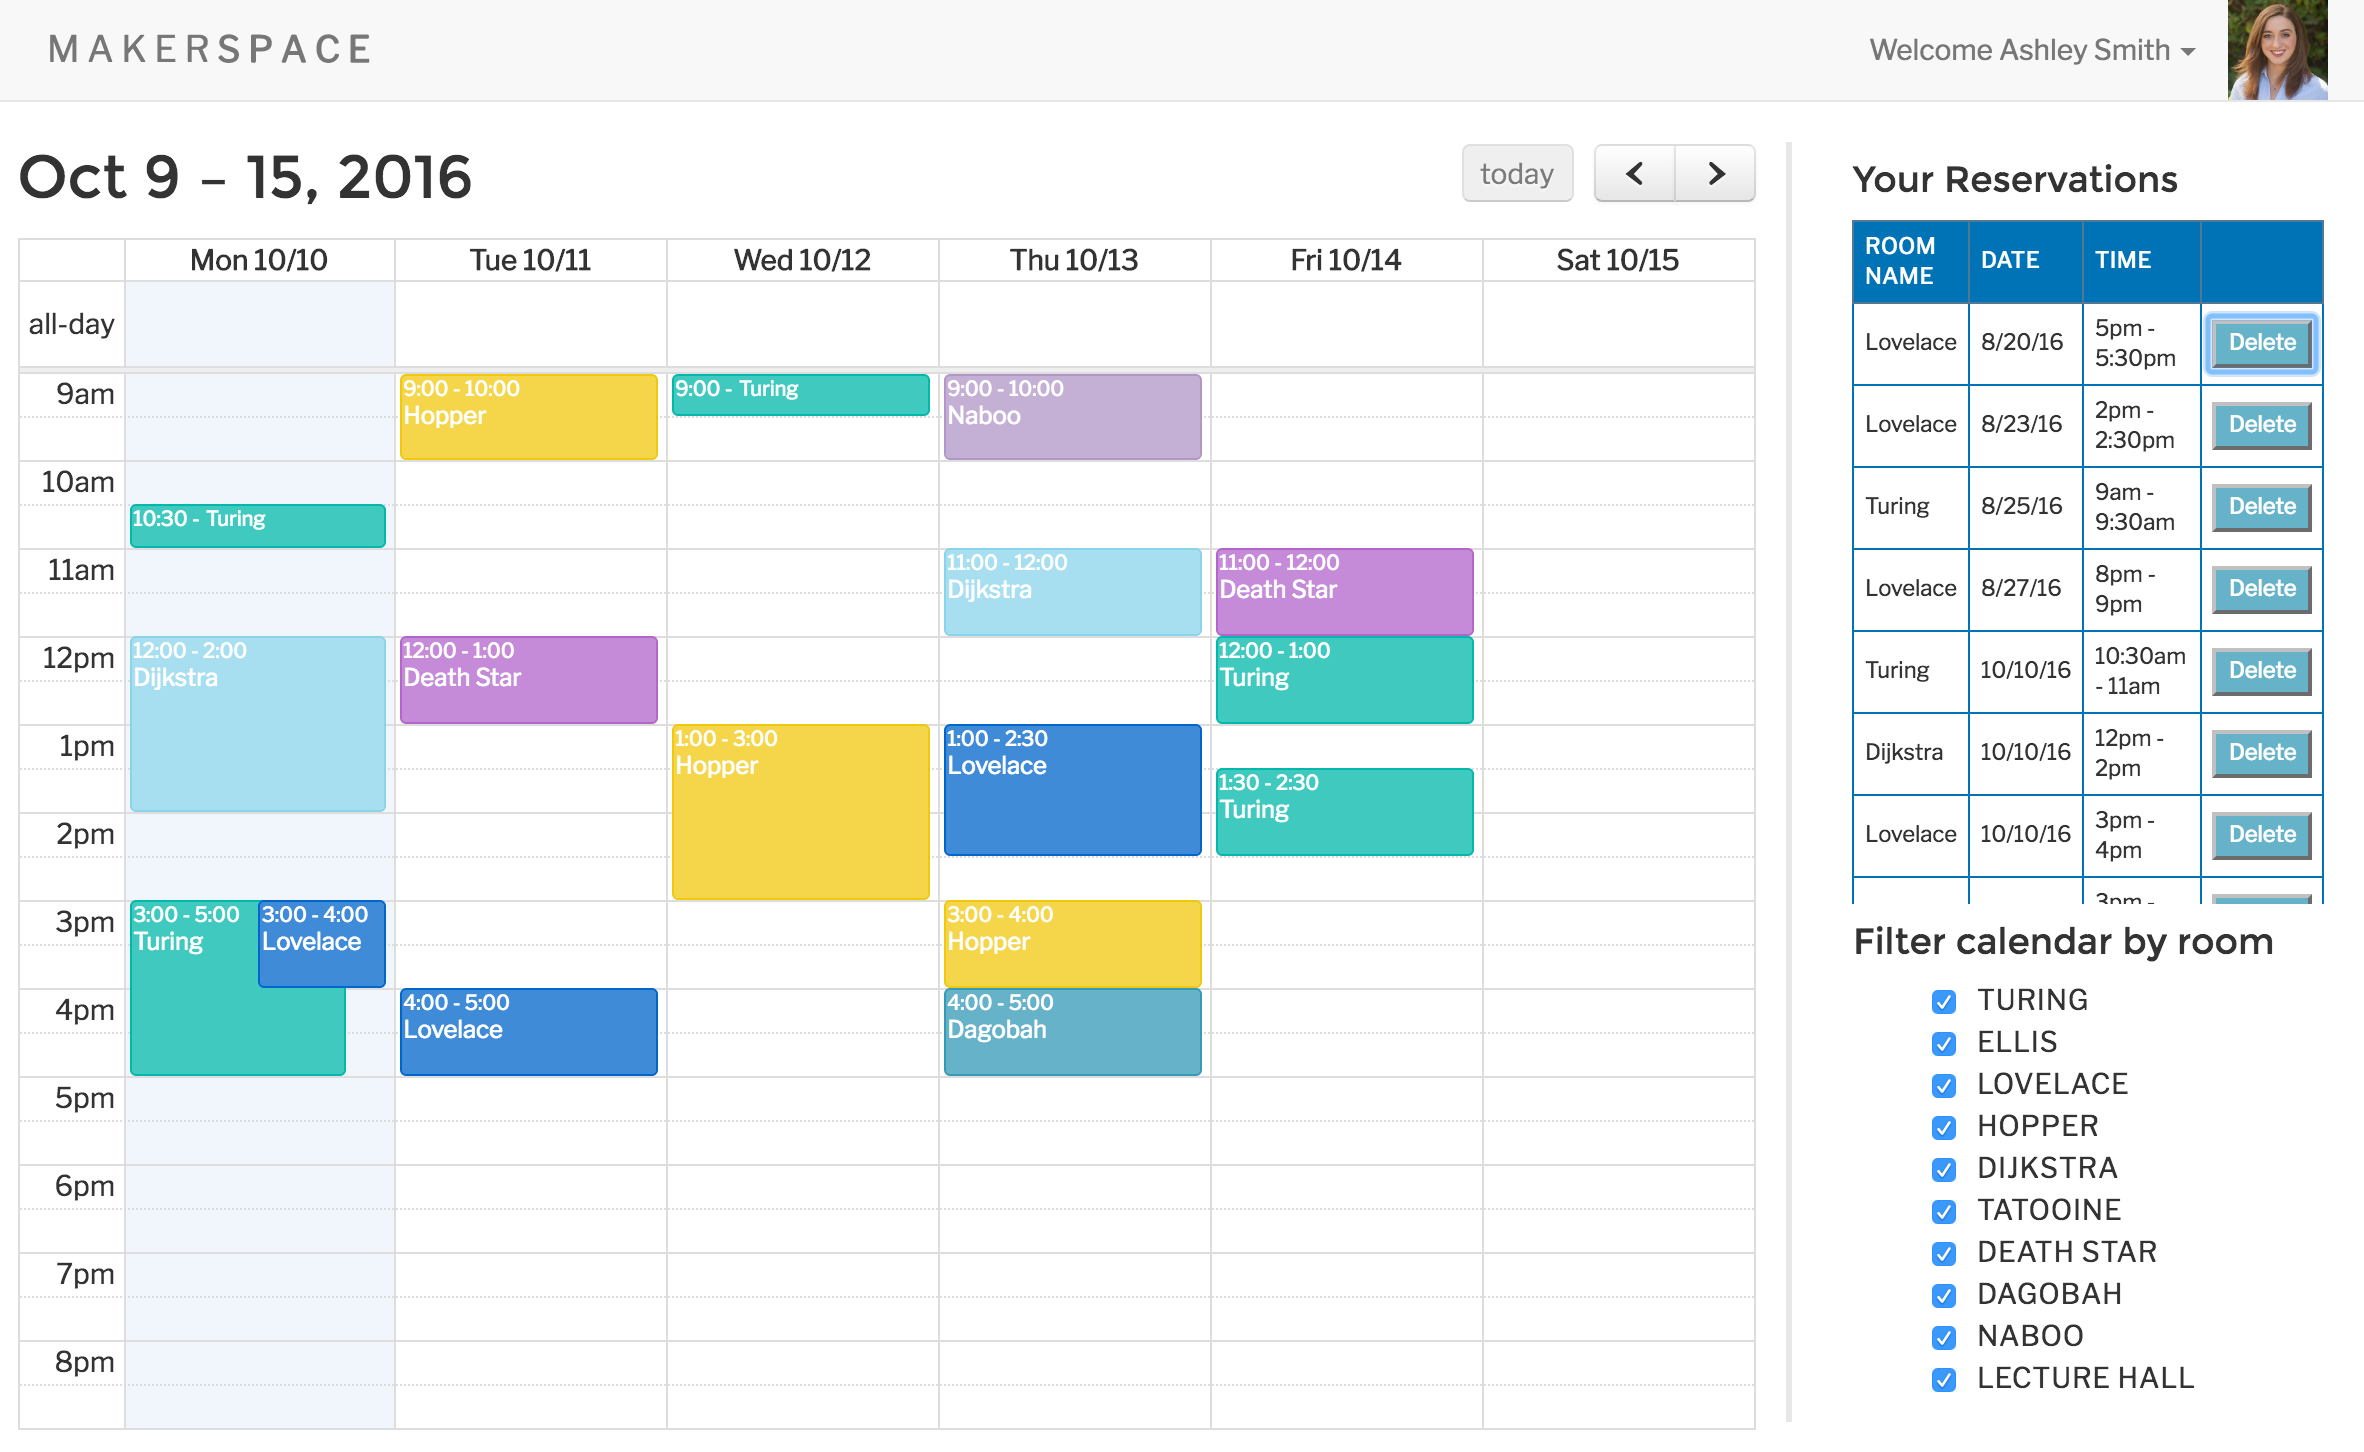 MAKERSPACE
Welcome Ashley Smith
Oct 9 – 15, 2016
today
Mon 10/10 Tue 10/11 Wed 10/12 Thu 10/13 Fri 10/14 Sat 10/15
all-day
9am
10am
11am
12pm
1pm
2pm
3pm
4pm
5pm
6pm
7pm
8pm
10:30 - Turing
12:00 - 2:00
Dijkstra
3:00 - 5:00
Turing
3:00 - 4:00
Lovelace
9:00 - 10:00
Hopper
12:00 - 1:00
Death Star
4:00 - 5:00
Lovelace
9:00 - Turing
1:00 - 3:00
Hopper
9:00 - 10:00
Naboo
11:00 - 12:00
Dijkstra
1:00 - 2:30
Lovelace
3:00 - 4:00
Hopper
4:00 - 5:00
Dagobah
11:00 - 12:00
Death Star
12:00 - 1:00
Turing
1:30 - 2:30
Turing
Your Reservations
ROOM
NAME
DATE
TIME
Lovelace
8/20/16
5pm -
5:30pm
Delete
Lovelace
8/23/16
2pm -
2:30pm
Delete
Turing
8/25/16
9am -
9:30am
Delete
Lovelace
8/27/16
8pm -
9pm
Delete
Turing
10/10/16
10:30am
- 11am
Delete
Dijkstra
10/10/16
12pm -
2pm
Delete
Lovelace
10/10/16
3pm -
4pm
Delete
3pm -
Filter calendar by room
TURING
ELLIS
LOVELACE
HOPPER
DIJKSTRA
TATOOINE
DEATH STAR
DAGOBAH
NABOO
LECTURE HALL